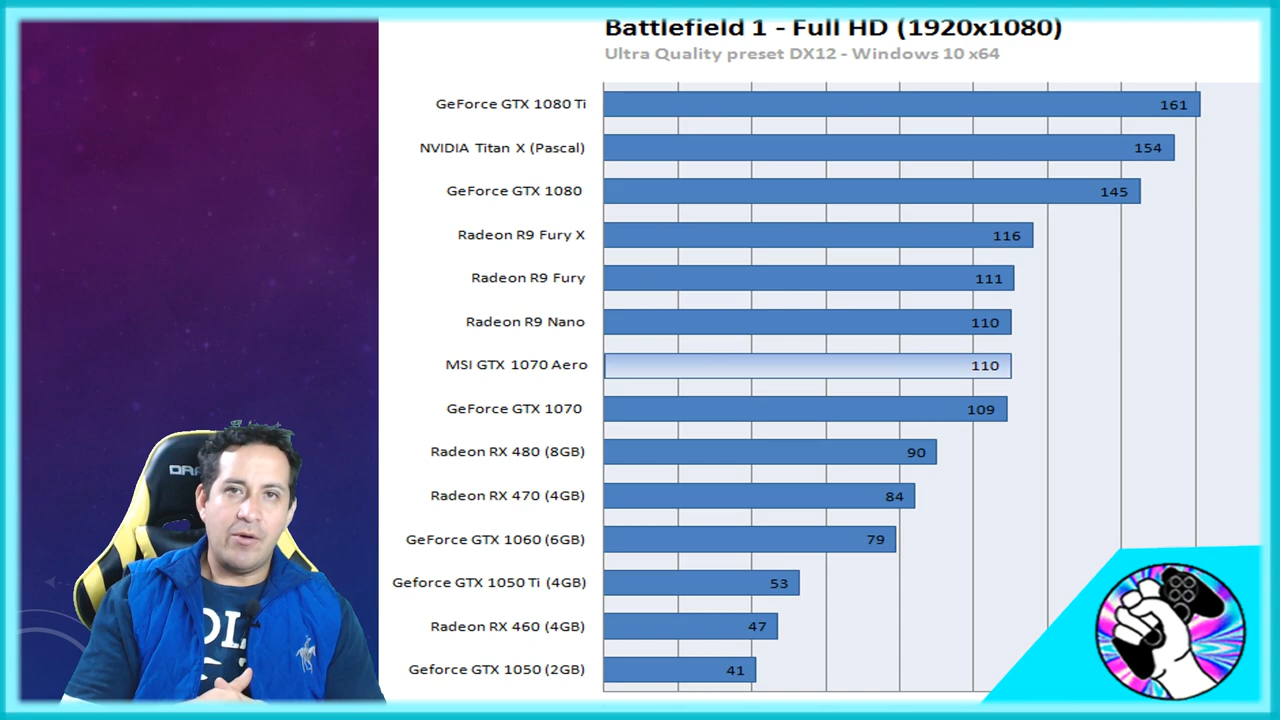 Battlefield 1 - Full HD (1920x1080)
Ultra Quality preset DX12 - Windows 10 x64
GeForce GTX 1080 Ti 161
NVIDIA Titan X (Pascal) 154
GeForce GTX 1080 145
Radeon R9 Fury X 116
Radeon R9 Fury 111
Radeon R9 Nano 110
MSI GTX 1070 Aero 110
GeForce GTX 1070 109
Radeon RX 480 (8GB) 90
Radeon RX 470 (4GB) 84
GeForce GTX 1060 (6GB) 79
Geforce GTX 1050 Ti (4GB) 53
Radeon RX 460 (4GB) 47
Geforce GTX 1050 (2GB) 41